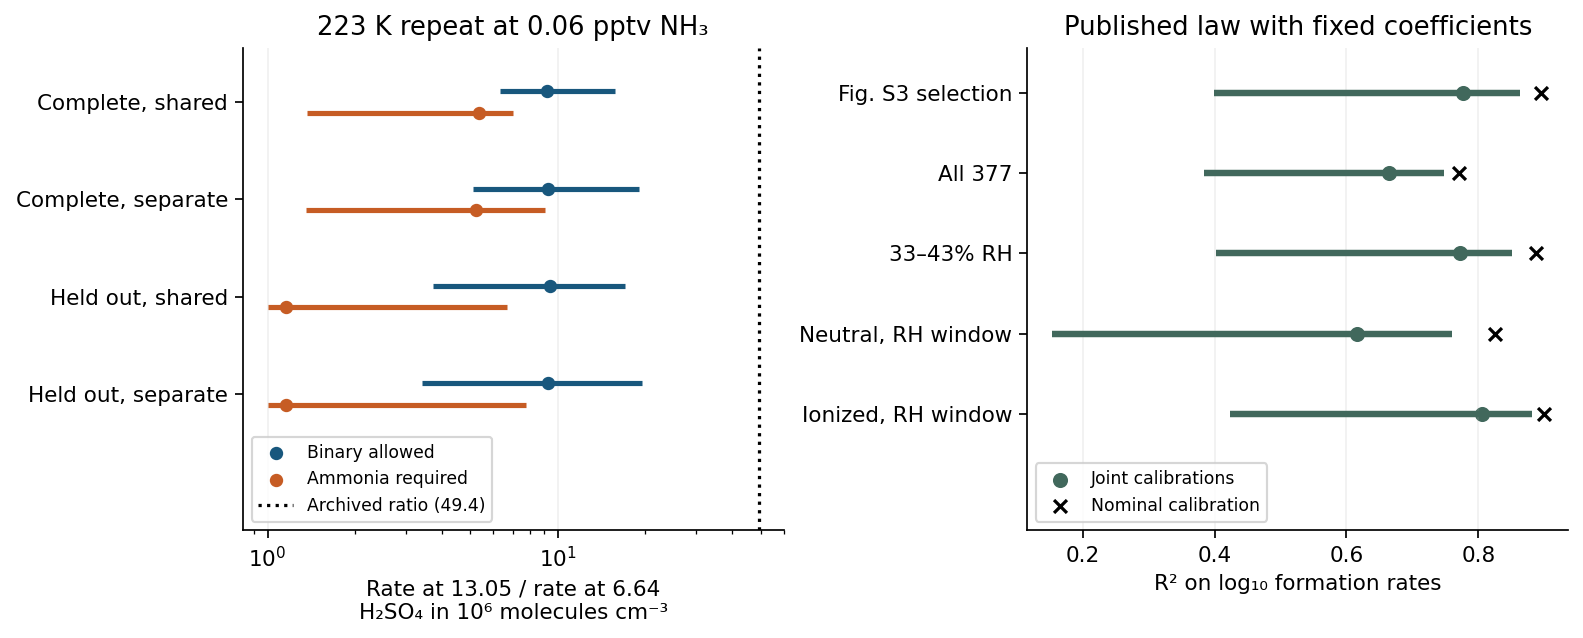 223 K repeat at 0.06 pptv NH₃
Complete, shared
Complete, separate
Held out, shared
Held out, separate
Binary allowed
Ammonia required
Archived ratio (49.4)
10⁰ 10¹
Rate at 13.05 / rate at 6.64
H₂SO₄ in 10⁶ molecules cm⁻³
Published law with fixed coefficients
Fig. S3 selection
All 377
33–43% RH
Neutral, RH window
Ionized, RH window
Joint calibrations
Nominal calibration
0.2 0.4 0.6 0.8
R² on log₁₀ formation rates